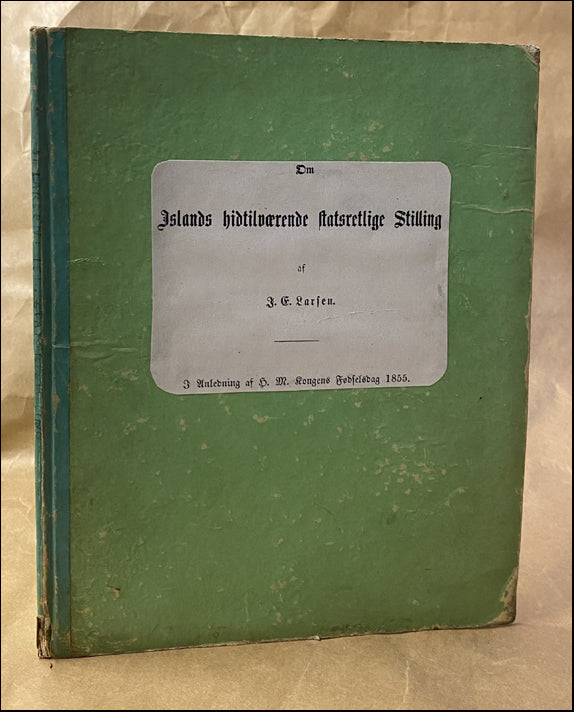 Om
Islands hidtilværende statsretlige Stilling
af
J. E. Larsen.
I Anledning af H. M. Kongens Fødselsdag 1855.